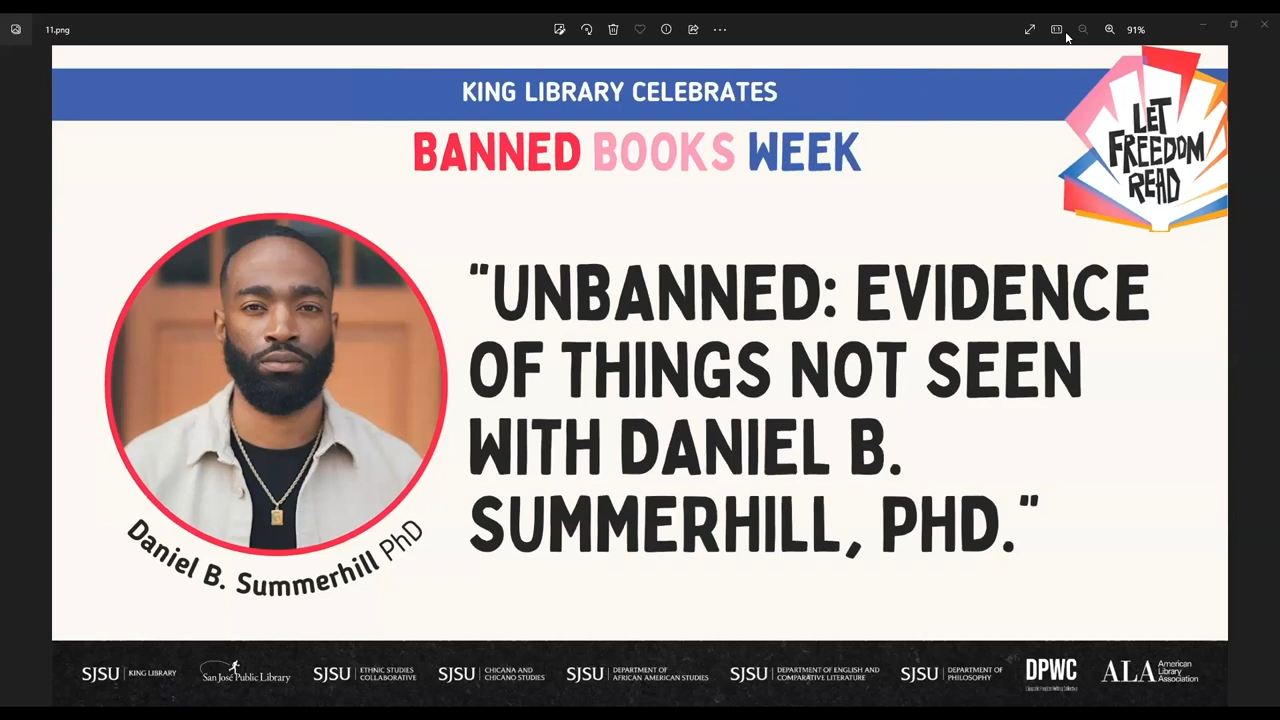 11.png
91%
KING LIBRARY CELEBRATES
BANNED BOOKS WEEK
LET
FREEDOM
READ
"UNBANNED: EVIDENCE
OF THINGS NOT SEEN
WITH DANIEL B.
SUMMERHILL, PHD."
Daniel B. Summerhill PhD
SJSU KING LIBRARY
San José Public Library
SJSU ETHNIC STUDIES
COLLABORATIVE
SJSU CHICANA AND
CHICANO STUDIES
SJSU DEPARTMENT OF
AFRICAN AMERICAN STUDIES
SJSU DEPARTMENT OF ENGLISH AND
COMPARATIVE LITERATURE
SJSU DEPARTMENT OF
PHILOSOPHY
DPWC
ALA American
Library
Association